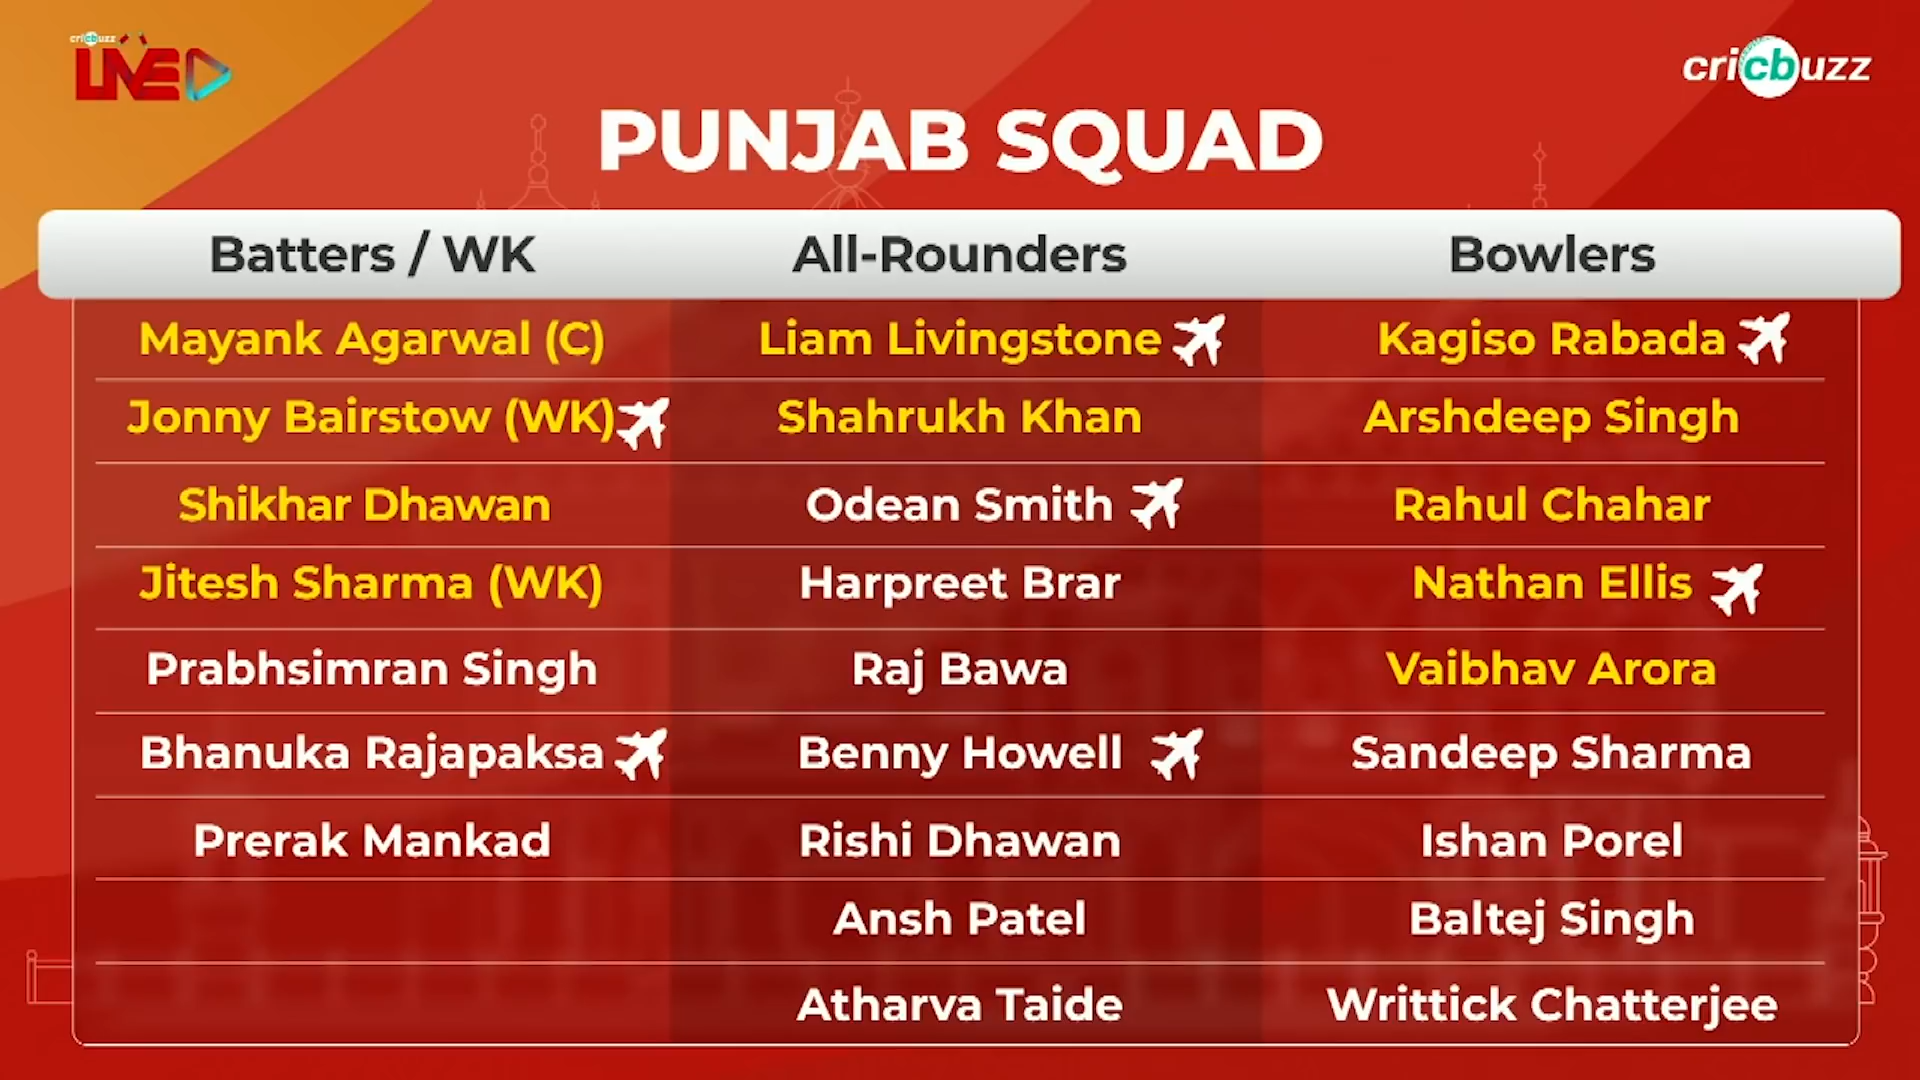 cricbuzz
LIVE
cricbuzz
PUNJAB SQUAD
Batters / WK All-Rounders Bowlers
Mayank Agarwal (C) Liam Livingstone Kagiso Rabada
Jonny Bairstow (WK) Shahrukh Khan Arshdeep Singh
Shikhar Dhawan Odean Smith Rahul Chahar
Jitesh Sharma (WK) Harpreet Brar Nathan Ellis
Prabhsimran Singh Raj Bawa Vaibhav Arora
Bhanuka Rajapaksa Benny Howell Sandeep Sharma
Prerak Mankad Rishi Dhawan Ishan Porel
Ansh Patel Baltej Singh
Atharva Taide Writtick Chatterjee